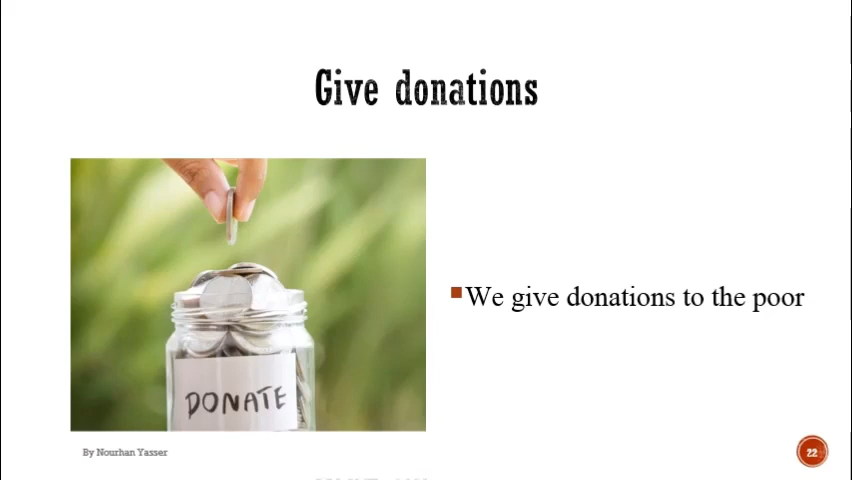 Give donations
DONATE
We give donations to the poor
By Nourhan Yasser
22